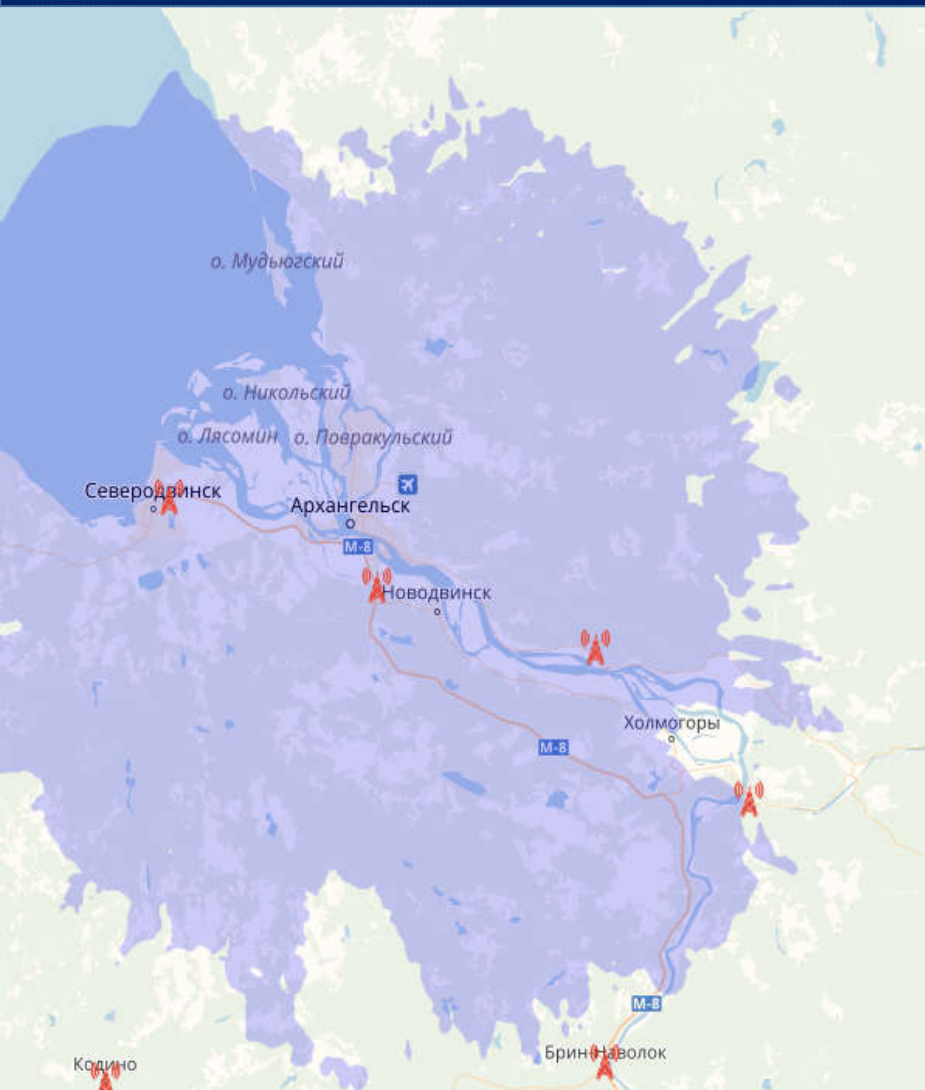 о. Мудьюгский
о. Никольский
о. Лясомин
о. Повракульский
Северодвинск
Архангельск
М-8
Новодвинск
Холмогоры
М-8
М-8
Брин-Наволок
Кодино